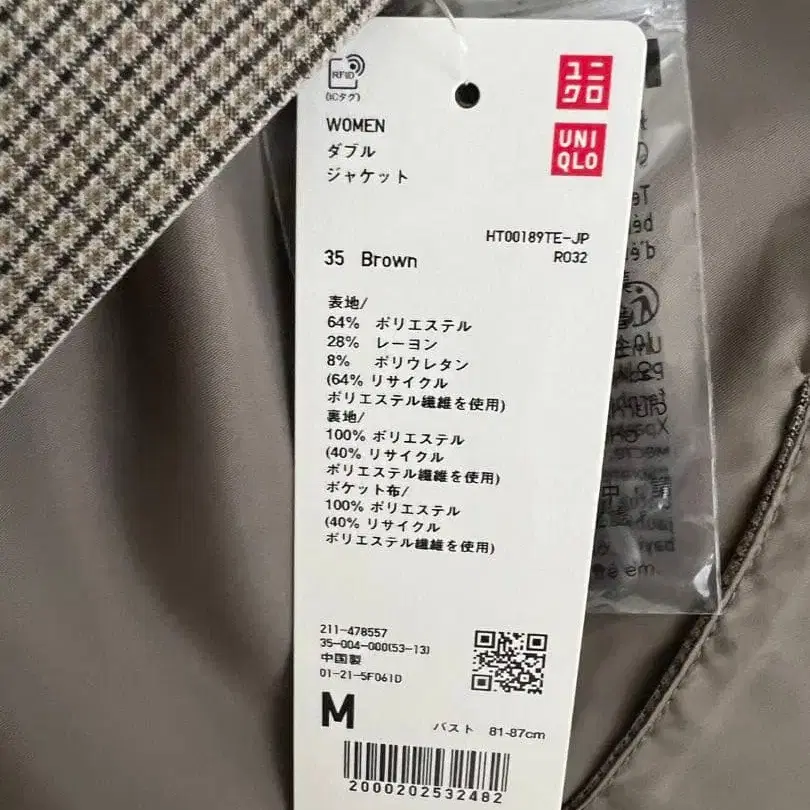 RFID
(ICタグ)
ユニ
クロ
UNI
QLO
WOMEN
ダブル
ジャケット
HT00189TE-JP
35 Brown
R032
表地/
64% ポリエステル
28% レーヨン
8% ポリウレタン
(64% リサイクル
ポリエステル繊維を使用)
裏地/
100% ポリエステル
(40% リサイクル
ポリエステル繊維を使用)
ポケット布/
100% ポリエステル
(40% リサイクル
ポリエステル繊維を使用)
211-478557
35-004-000(53-13)
中国製
01-21-5F061D
M
バスト 81-87cm
2000202532482